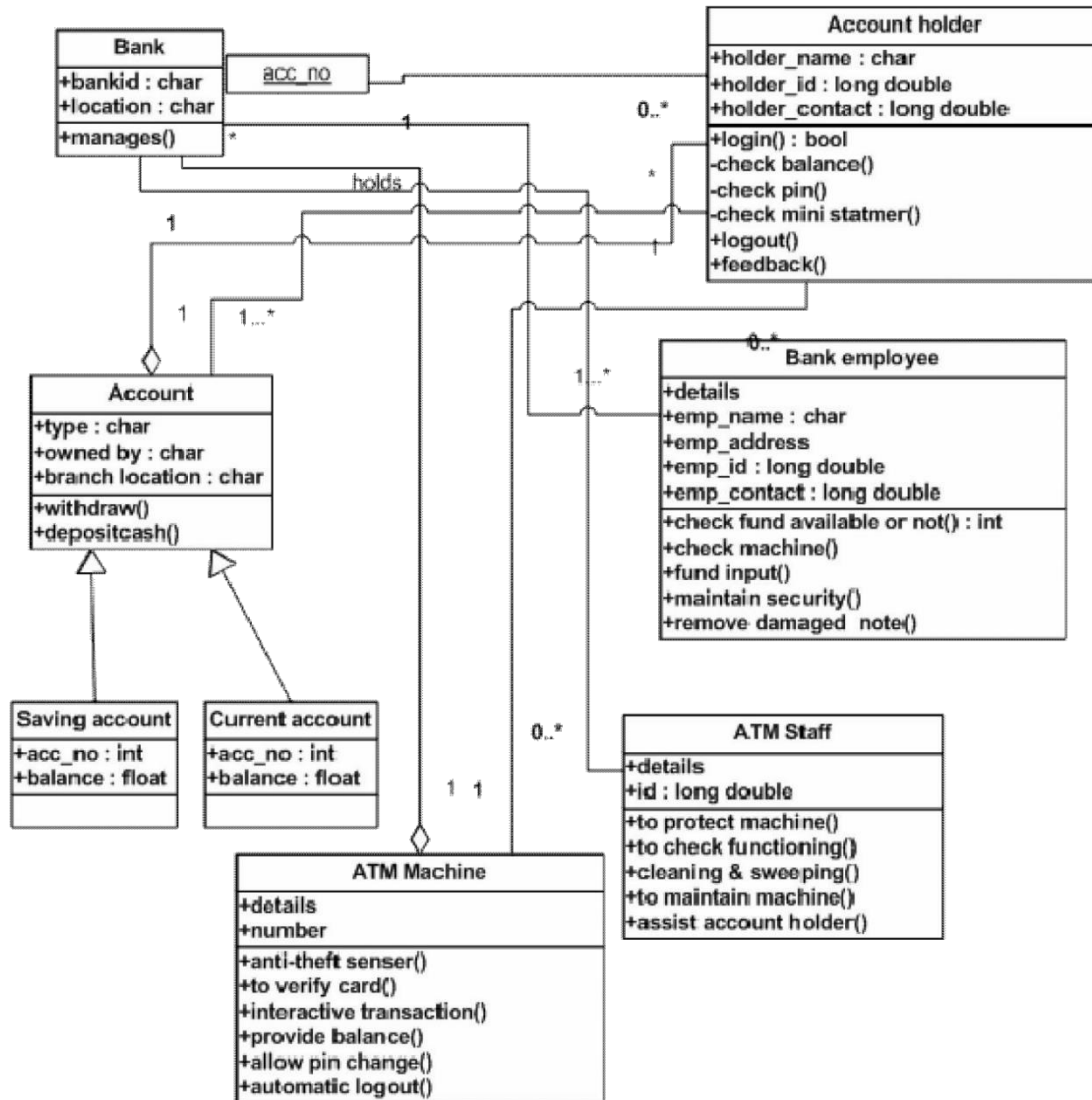 Bank
+bankid : char
+location : char
+manages()
acc_no
Account holder
+holder_name : char
+holder_id : long double
+holder_contact : long double
+login() : bool
-check balance()
-check pin()
-check mini statmer()
+logout()
+feedback()
1
0..*
*
holds
*
1
1
1
1...*
0..*
1...*
Account
+type : char
+owned by : char
+branch location : char
+withdraw()
+depositcash()
Bank employee
+details
+emp_name : char
+emp_address
+emp_id : long double
+emp_contact : long double
+check fund available or not() : int
+check machine()
+fund input()
+maintain security()
+remove damaged note()
Saving account
+acc_no : int
+balance : float
Current account
+acc_no : int
+balance : float
0..*
1
1
ATM Staff
+details
+id : long double
+to protect machine()
+to check functioning()
+cleaning & sweeping()
+to maintain machine()
+assist account holder()
ATM Machine
+details
+number
+anti-theft senser()
+to verify card()
+interactive transaction()
+provide balance()
+allow pin change()
+automatic logout()